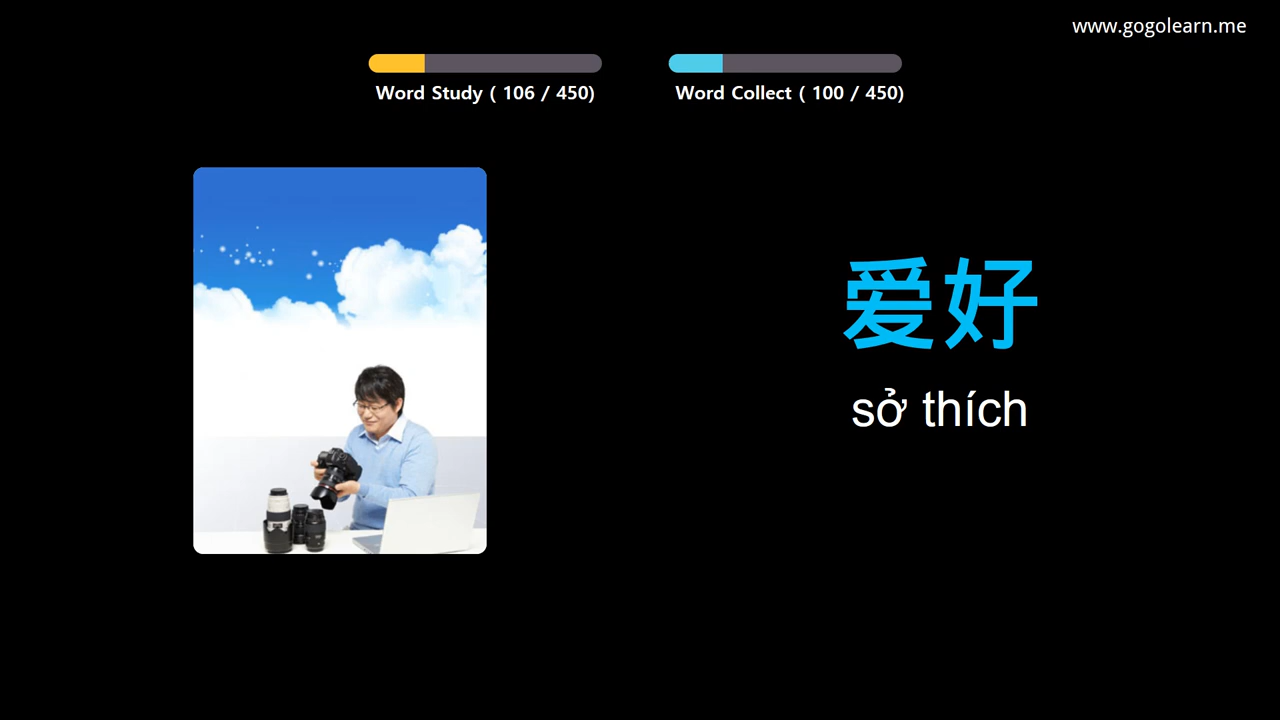 www.gogolearn.me
Word Study ( 106 / 450)
Word Collect ( 100 / 450)
爱好
sở thích